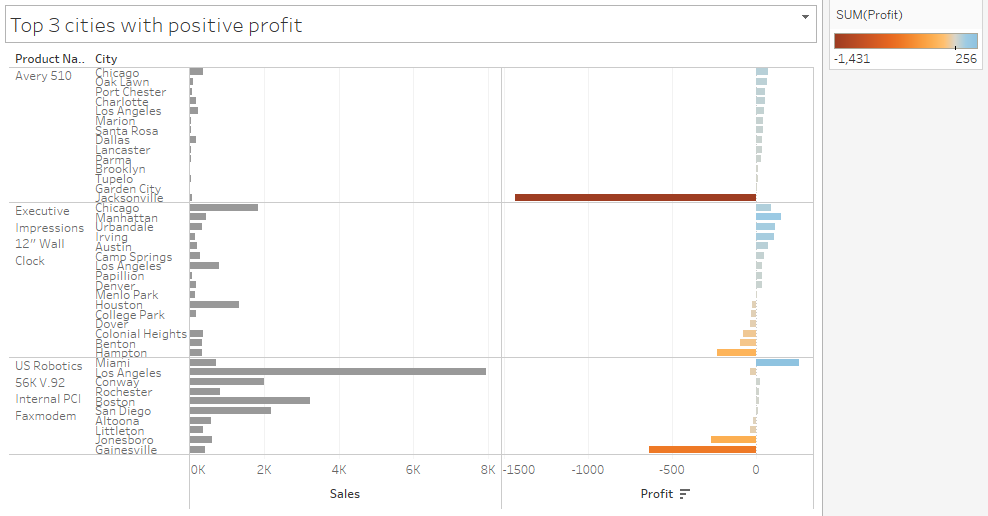 Top 3 cities with positive profit
SUM(Profit)
-1,431 256
Product Na.. City
Avery 510
Chicago
Oak Lawn
Port Chester
Charlotte
Los Angeles
Marion
Santa Rosa
Dallas
Lancaster
Parma
Brooklyn
Tupelo
Garden City
Jacksonville
Executive
Impressions
12" Wall
Clock
Chicago
Manhattan
Urbandale
Irving
Austin
Camp Springs
Los Angeles
Papillion
Denver
Menlo Park
Houston
College Park
Dover
Colonial Heights
Benton
Hampton
US Robotics
56K V.92
Internal PCI
Faxmodem
Miami
Los Angeles
Conway
Rochester
Boston
San Diego
Altoona
Littleton
Jonesboro
Gainesville
0K 2K 4K 6K 8K -1500 -1000 -500 0
Sales Profit